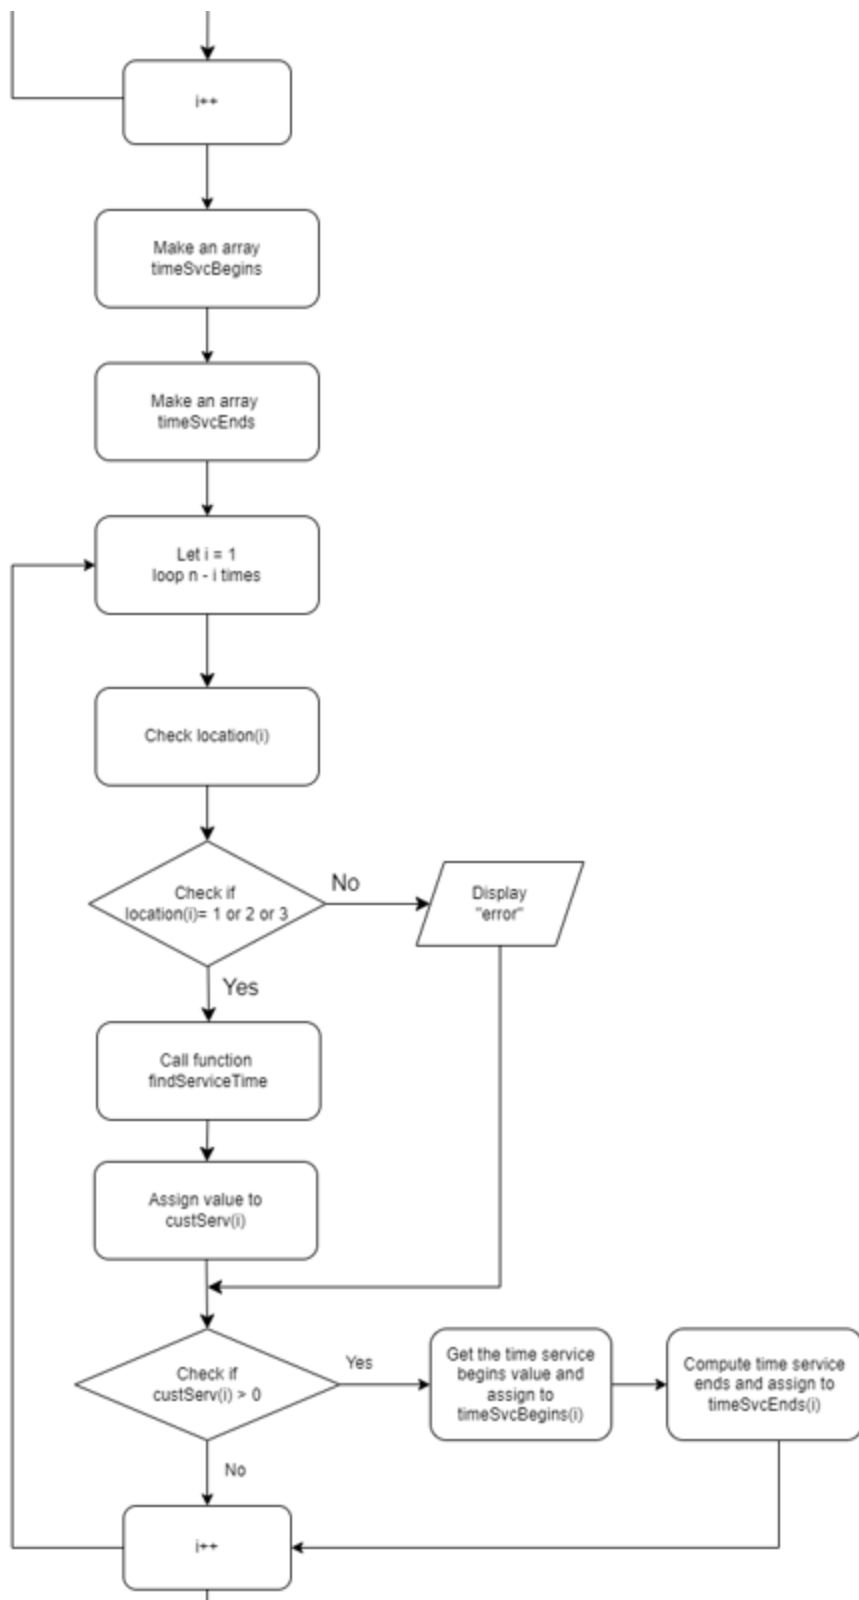 i++
Make an array
timeSvcBegins
Make an array
timeSvcEnds
Let i = 1
loop n - i times
Check location(i)
Check if
location(i)= 1 or 2 or 3
No
Display
"error"
Yes
Call function
findServiceTime
Assign value to
custServ(i)
Check if
custServ(i) > 0
Yes
Get the time service
begins value and
assign to
timeSvcBegins(i)
Compute time service
ends and assign to
timeSvcEnds(i)
No
i++